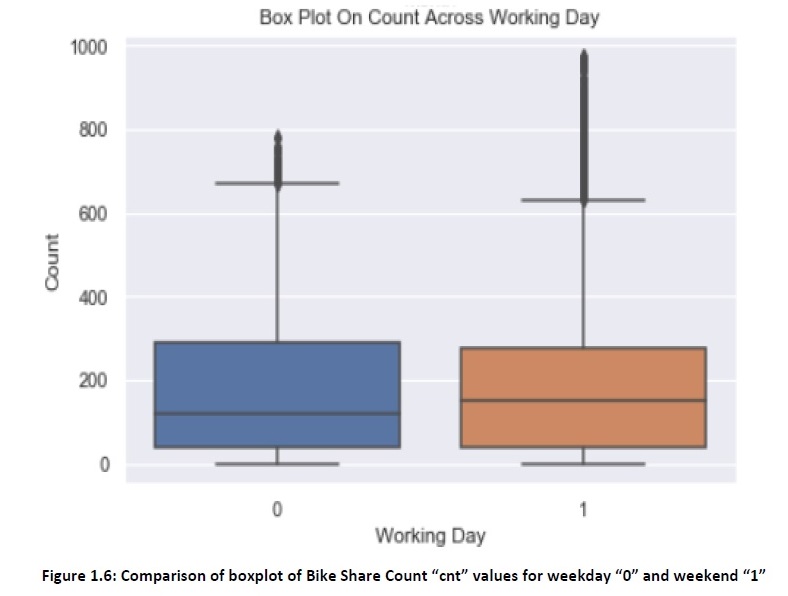 Box Plot On Count Across Working Day
1000
800
600
400
200
0
Count
0 1
Working Day
Figure 1.6: Comparison of boxplot of Bike Share Count “cnt” values for weekday “0” and weekend “1”